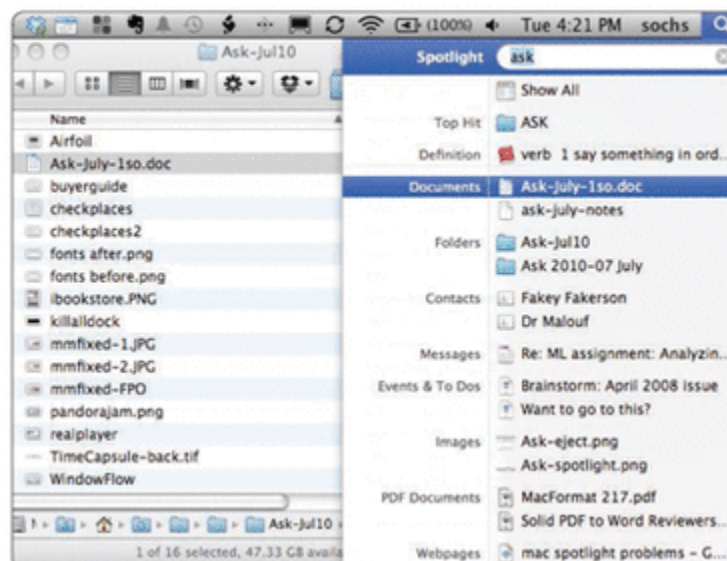 (100%) Tue 4:21 PM sochs
Ask-Jul10
Name
Airfoil
Ask-July-1so.doc
buyerguide
checkplaces
checkplaces2
fonts after.png
fonts before.png
ibookstore.PNG
killalldock
mmfixed-1.JPG
mmfixed-2.JPG
mmfixed-FPO
pandorajam.png
realplayer
TimeCapsule-back.tif
WindowFlow
Ask-Jul10
1 of 16 selected, 47.33 GB availa
Spotlight ask
Show All
Top Hit ASK
Definition verb 1 say something in ord...
Documents Ask-July-1so.doc
ask-july-notes
Folders Ask-Jul10
Ask 2010-07 July
Contacts Fakey Fakerson
Dr Malouf
Messages Re: ML assignment: Analyzin...
Events & To Dos Brainstorm: April 2008 issue
Want to go to this?
Images Ask-eject.png
Ask-spotlight.png
PDF Documents MacFormat 217.pdf
Solid PDF to Word Reviewers...
Webpages mac spotlight problems - G...